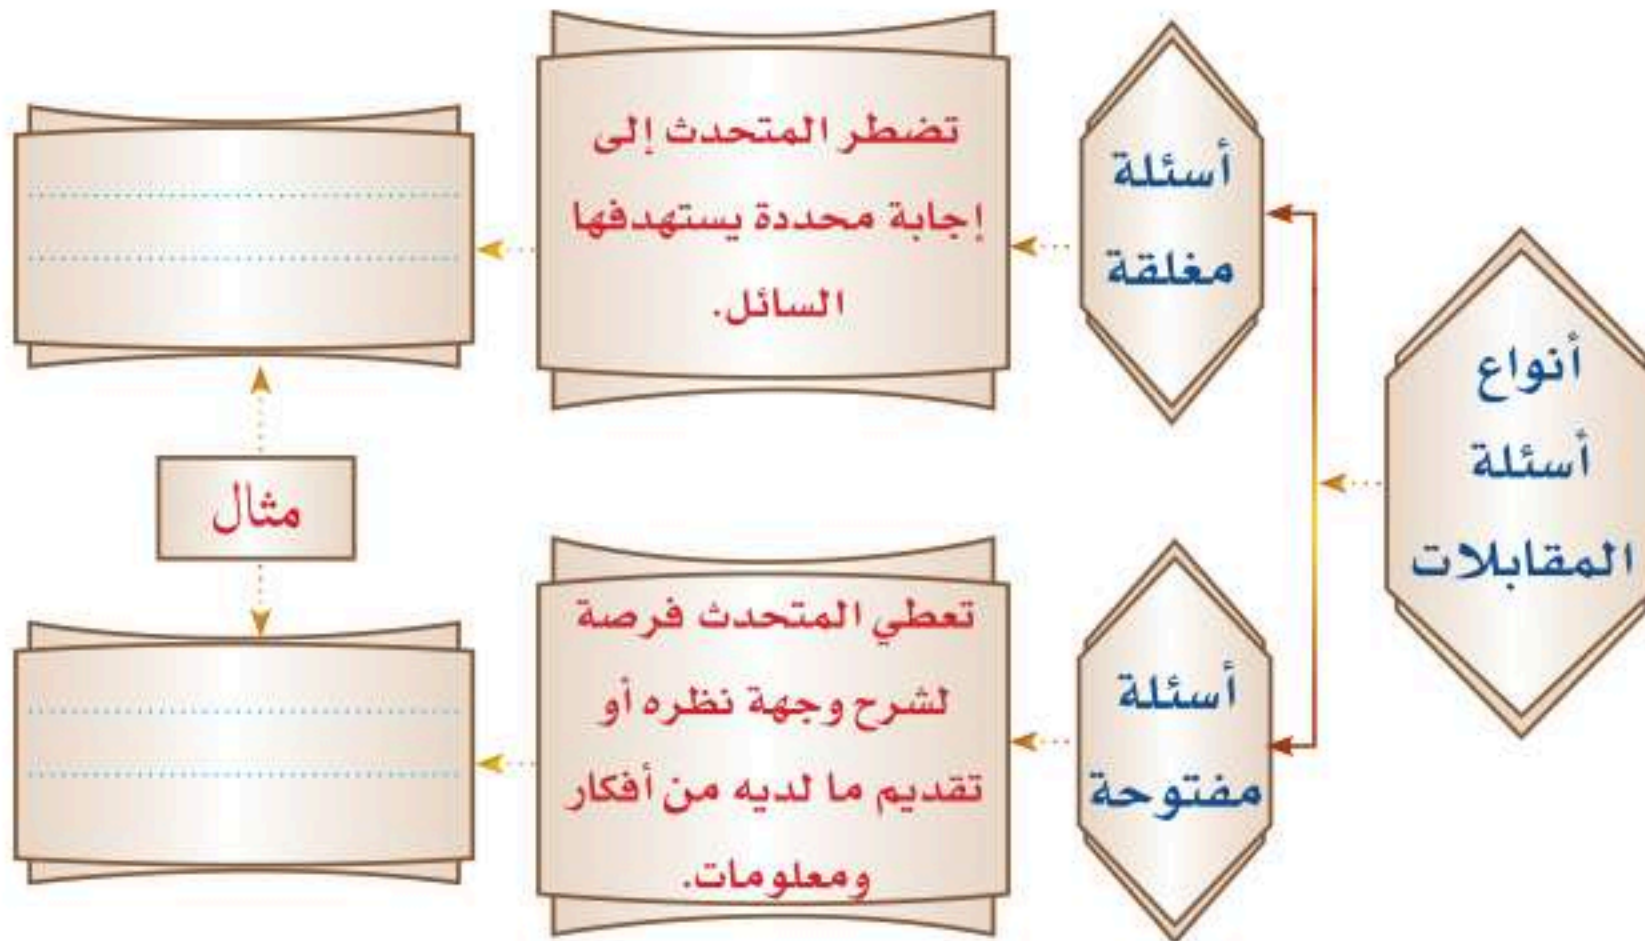 أنواع
أسئلة
المقابلات
أسئلة
مغلقة
تضطر المتحدث إلى
إجابة محددة يستهدفها
السائل.
أسئلة
مفتوحة
تعطي المتحدث فرصة
لشرح وجهة نظره أو
تقديم ما لديه من أفكار
ومعلومات.
مثال